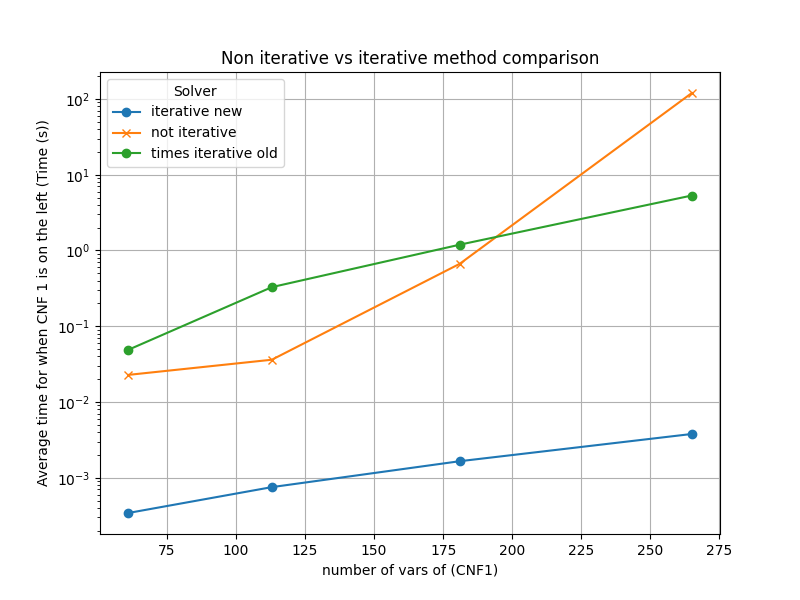 Non iterative vs iterative method comparison
Solver
iterative new
not iterative
times iterative old
10²
10¹
10⁰
10⁻¹
10⁻²
10⁻³
Average time for when CNF 1 is on the left (Time (s))
75 100 125 150 175 200 225 250 275
number of vars of (CNF1)